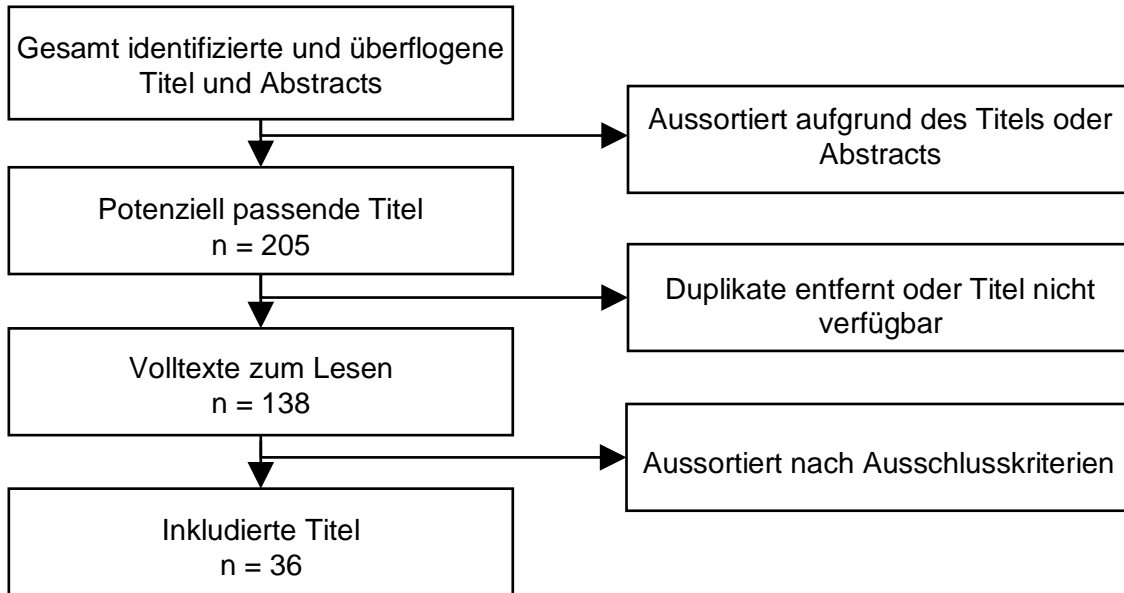 Gesamt identifizierte und überflogene
Titel und Abstracts
Aussortiert aufgrund des Titels oder
Abstracts
Potenziell passende Titel
n = 205
Duplikate entfernt oder Titel nicht
verfügbar
Volltexte zum Lesen
n = 138
Aussortiert nach Ausschlusskriterien
Inkludierte Titel
n = 36